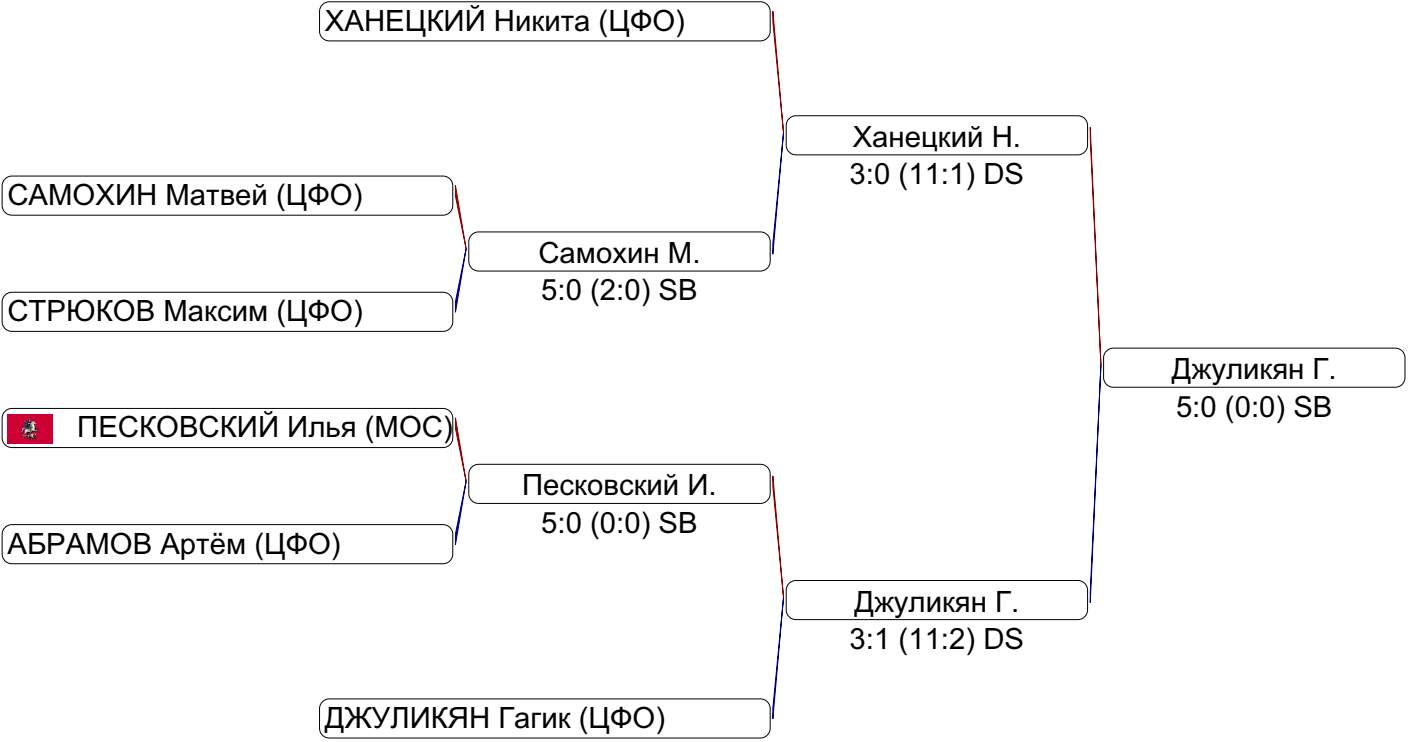 ХАНЕЦКИЙ Никита (ЦФО)
Ханецкий Н.
3:0 (11:1) DS
САМОХИН Матвей (ЦФО)
Самохин М.
5:0 (2:0) SB
СТРЮКОВ Максим (ЦФО)
Джуликян Г.
5:0 (0:0) SB
ПЕСКОВСКИЙ Илья (МОС)
Песковский И.
5:0 (0:0) SB
АБРАМОВ Артём (ЦФО)
Джуликян Г.
3:1 (11:2) DS
ДЖУЛИКЯН Гагик (ЦФО)